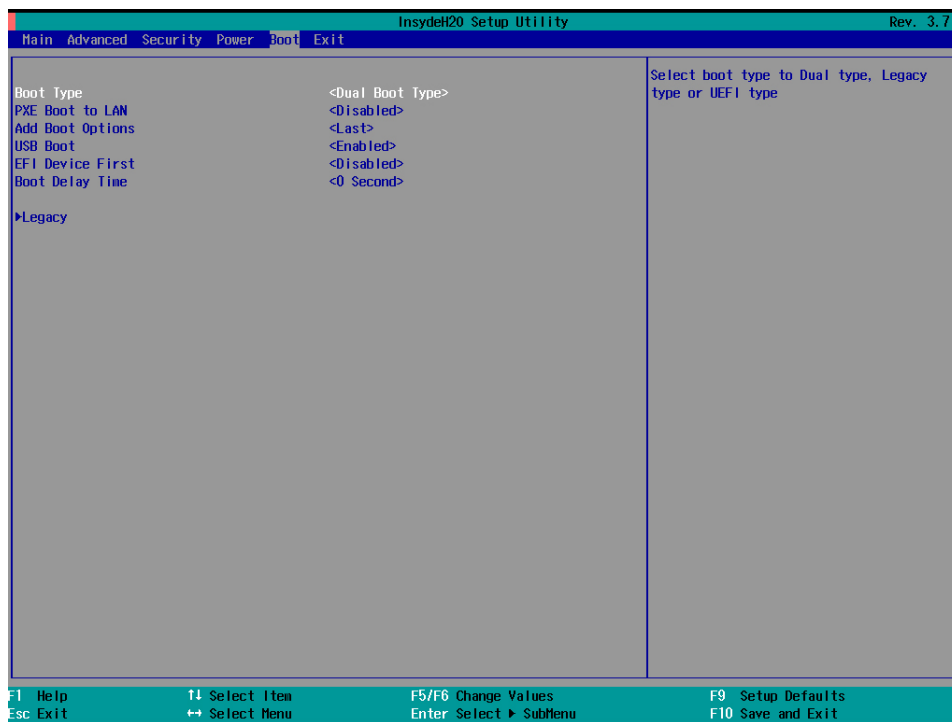 InsydeH20 Setup Utility Rev. 3.7
Main Advanced Security Power Boot Exit
Boot Type <Dual Boot Type>
PXE Boot to LAN <Disabled>
Add Boot Options <Last>
USB Boot <Enabled>
EFI Device First <Disabled>
Boot Delay Time <0 Second>
▶Legacy
Select boot type to Dual type, Legacy
type or UEFI type
F1 Help ↑↓ Select Item F5/F6 Change Values F9 Setup Defaults
Esc Exit ←→ Select Menu Enter Select ▶ SubMenu F10 Save and Exit